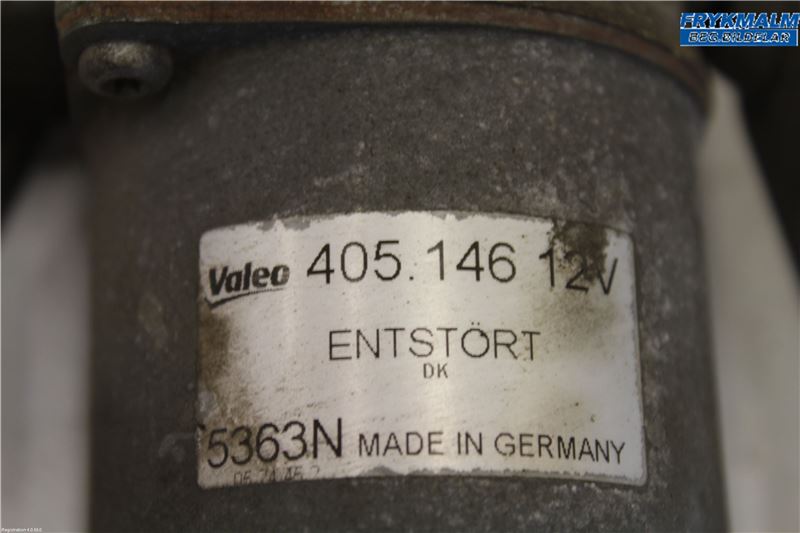 FRYKMALM
BEG.BILDELAR
Valeo 405.146 12V
ENTSTÖRT
DK
5363N MADE IN GERMANY